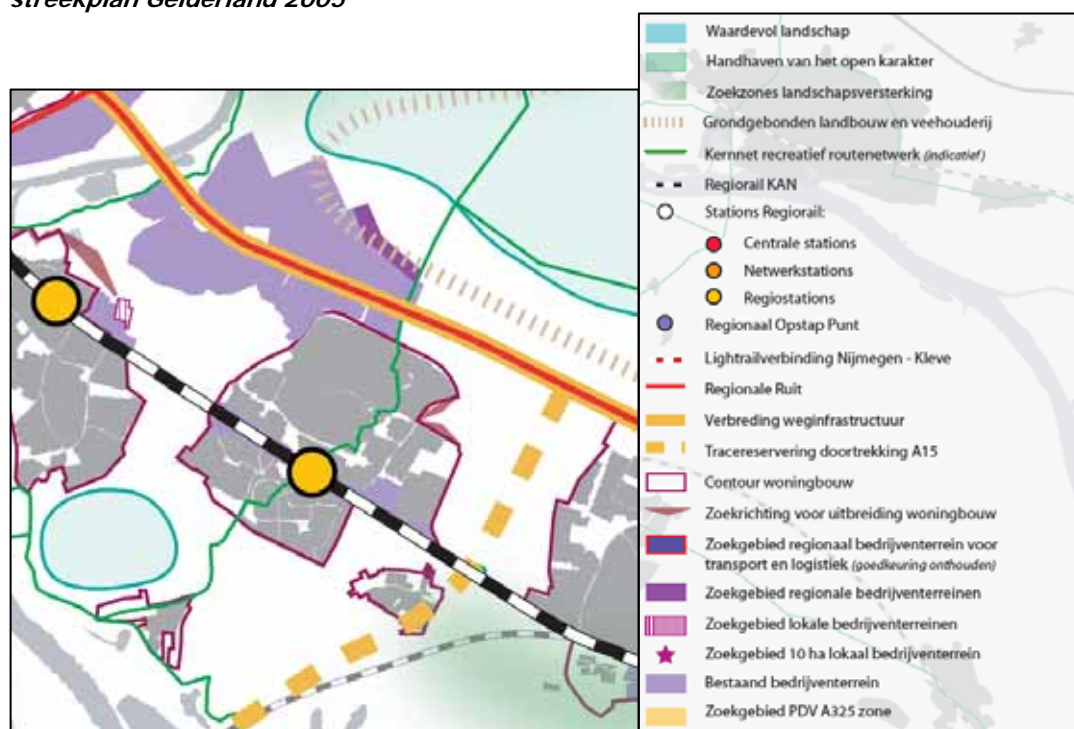 streekplan Gelderland 2005
Waardevol landschap
Handhaven van het open karakter
Zoekzones landschapsversterking
Grondgebonden landbouw en veehouderij
Kernnet recreatief routenetwerk (indicatief)
Regiorail KAN
Stations Regiorail:
Centrale stations
Netwerkstations
Regiostations
Regionaal Opstap Punt
Lightrailverbinding Nijmegen - Kleve
Regionale Ruit
Verbreding weginfrastructuur
Tracereservering doortrekking A15
Contour woningbouw
Zoekrichting voor uitbreiding woningbouw
Zoekgebied regionaal bedrijventerrein voor
transport en logistiek (goedkeuring onthouden)
Zoekgebied regionale bedrijventerreinen
Zoekgebied lokale bedrijventerreinen
Zoekgebied 10 ha lokaal bedrijventerrein
Bestaand bedrijventerrein
Zoekgebied PDV A325 zone